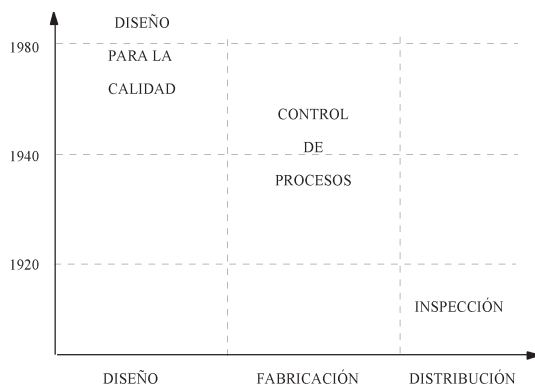 DISEÑO
1980
PARA LA
CALIDAD
CONTROL
DE
1940
PROCESOS
1920
INSPECCIÓN
DISEÑO FABRICACIÓN DISTRIBUCIÓN